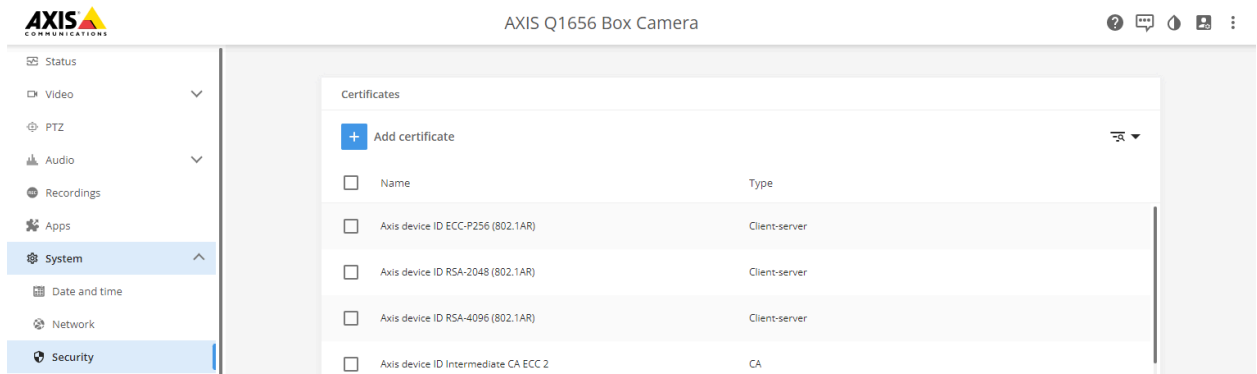 AXIS
COMMUNICATIONS
AXIS Q1656 Box Camera
Status
Video
PTZ
Audio
Recordings
Apps
System
Date and time
Network
Security
Certificates
Add certificate
Name Type
Axis device ID ECC-P256 (802.1AR) Client-server
Axis device ID RSA-2048 (802.1AR) Client-server
Axis device ID RSA-4096 (802.1AR) Client-server
Axis device ID Intermediate CA ECC 2 CA